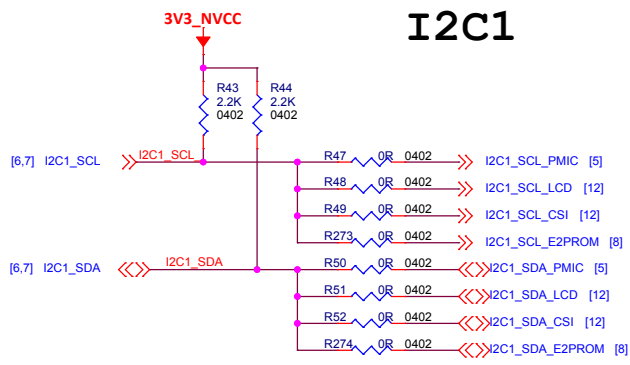 3V3_NVCC
I2C1
R43 R44
2.2K 2.2K
0402 0402
[6,7] I2C1_SCL I2C1_SCL R47 0R 0402 I2C1_SCL_PMIC [5]
R48 0R 0402 I2C1_SCL_LCD [12]
R49 0R 0402 I2C1_SCL_CSI [12]
R273 0R 0402 I2C1_SCL_E2PROM [8]
[6,7] I2C1_SDA I2C1_SDA R50 0R 0402 I2C1_SDA_PMIC [5]
R51 0R 0402 I2C1_SDA_LCD [12]
R52 0R 0402 I2C1_SDA_CSI [12]
R274 0R 0402 I2C1_SDA_E2PROM [8]